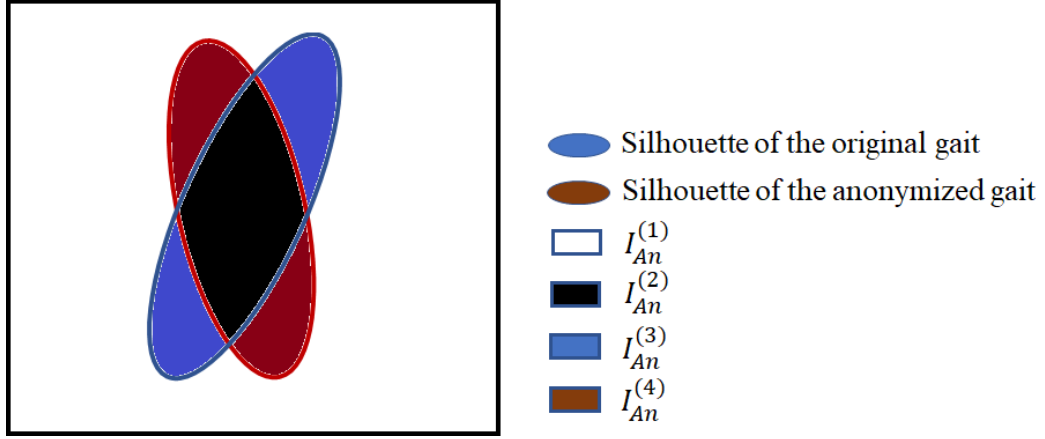 Silhouette of the original gait
Silhouette of the anonymized gait
$I_{An}^{(1)}$
$I_{An}^{(2)}$
$I_{An}^{(3)}$
$I_{An}^{(4)}$